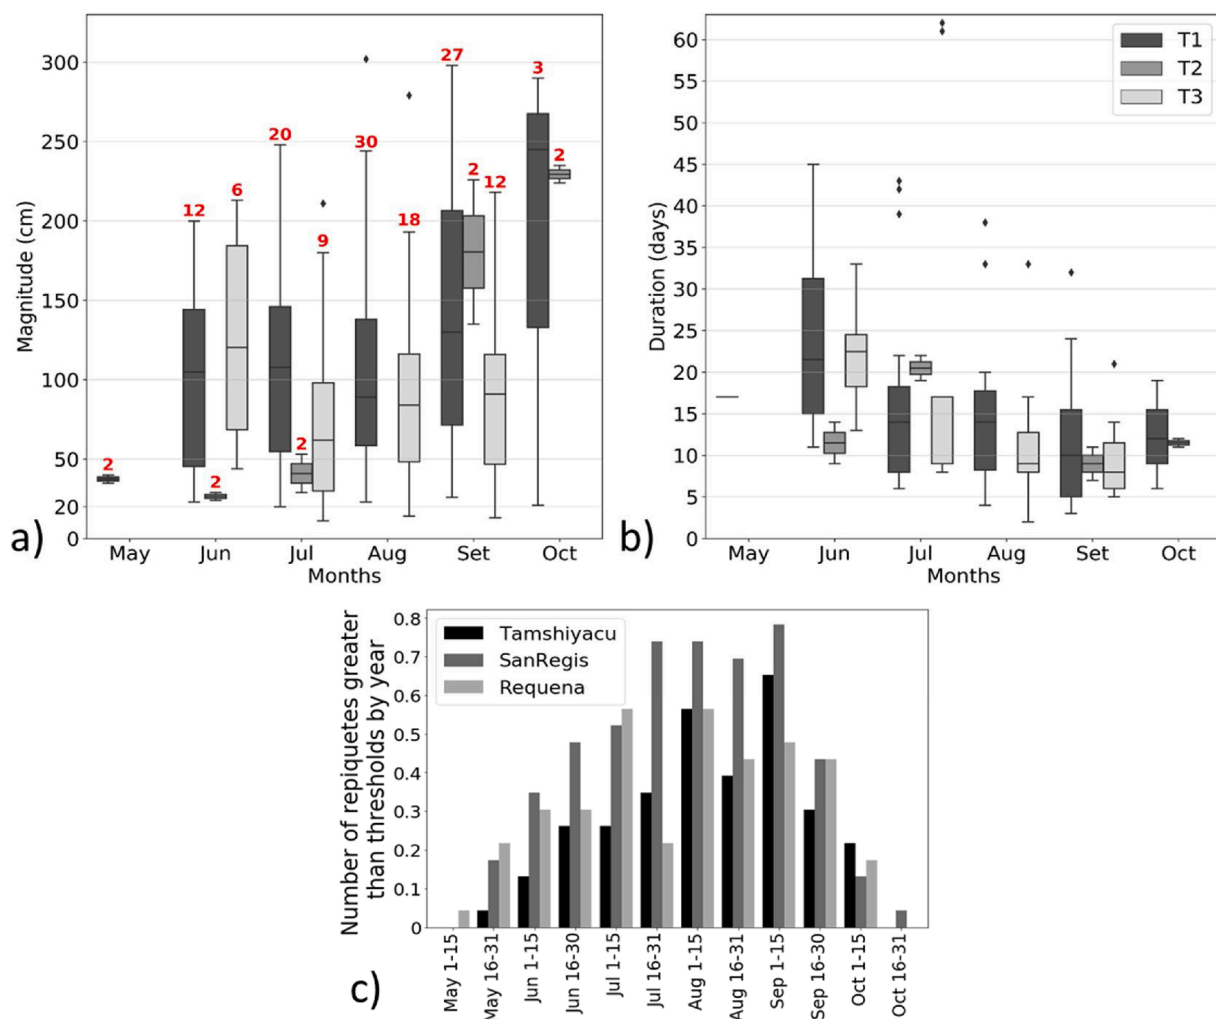 300
250
200
150
100
50
20
0
Magnitude (cm)
2
12
2
6
20
2
9
30
18
27
2
12
3
2
May
Jun
Jul
Aug
Set
Oct
Months
a)
60
55
50
45
40
35
30
25
20
15
10
5
0
Duration (days)
T1
T2
T3
May
Jun
Jul
Aug
Set
Oct
Months
b)
0.8
0.7
0.6
0.5
0.4
0.3
0.2
0.1
0
Number of repiquetes greater
than thresholds by year
Tamshiyacu
SanRegis
Requena
May 1-15
May 16-31
Jun 1-15
Jun 16-30
Jul 1-15
Jul 16-31
Aug 1-15
Aug 16-31
Sep 1-15
Sep 16-30
Oct 1-15
Oct 16-31
c)